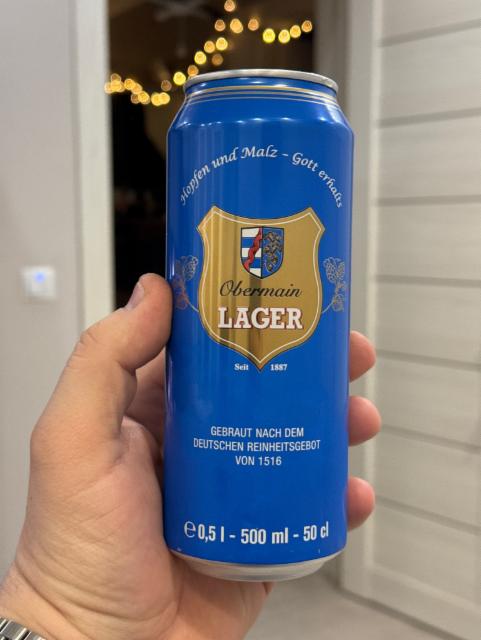 Hopfen und Malz - Gott erhalts
Obermain
LAGER
Seit 1887
GEBRAUT NACH DEM
DEUTSCHEN REINHEITSGEBOT
VON 1516
℮ 0,5 l - 500 ml - 50 cl